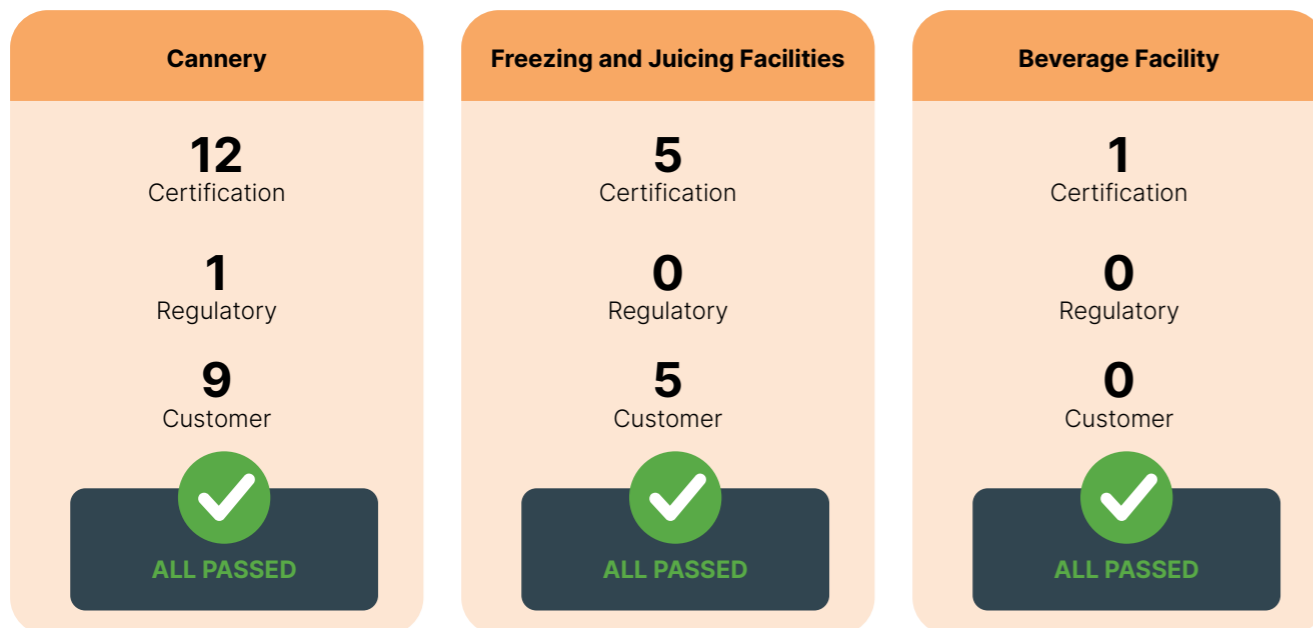 Cannery
12
Certification
1
Regulatory
9
Customer
ALL PASSED
Freezing and Juicing Facilities
5
Certification
0
Regulatory
5
Customer
ALL PASSED
Beverage Facility
1
Certification
0
Regulatory
0
Customer
ALL PASSED